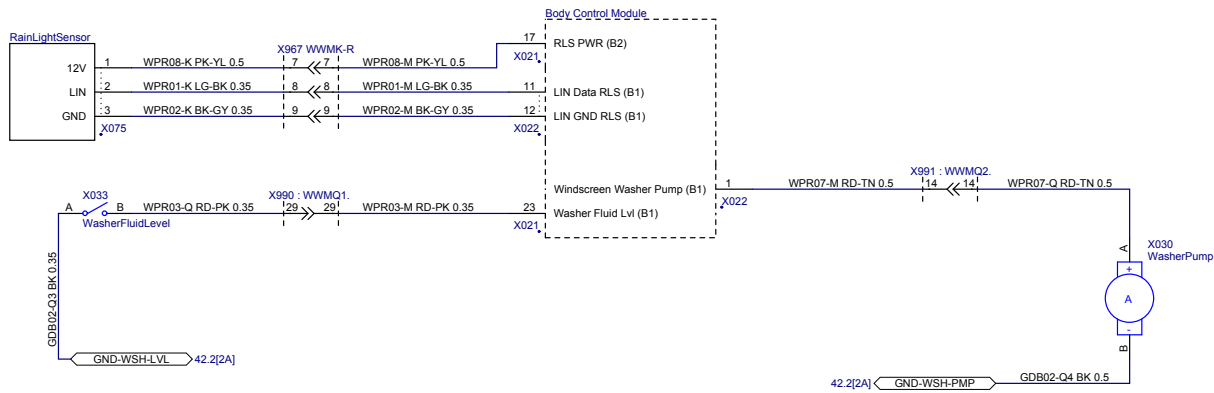 Body Control Module
RainLightSensor
17 RLS PWR (B2)
X967 WWMK-R
X021
12V 1 WPR08-K PK-YL 0.5 7 7 WPR08-M PK-YL 0.5
LIN 2 WPR01-K LG-BK 0.35 8 8 WPR01-M LG-BK 0.35 11 LIN Data RLS (B1)
GND 3 WPR02-K BK-GY 0.35 9 9 WPR02-M BK-GY 0.35 12 LIN GND RLS (B1)
X075
X022
X991 : WWMQ2.
Windscreen Washer Pump (B1) 1 WPR07-M RD-TN 0.5 14 14 WPR07-Q RD-TN 0.5
X022
X033
X990 : WWMQ1.
A B WPR03-Q RD-PK 0.35 29 29 WPR03-M RD-PK 0.35 23 Washer Fluid Lvl (B1)
WasherFluidLevel
X021
GDB02-Q3 BK 0.35
A
X030
WasherPump
+
A
-
B
GND-WSH-LVL 42.2[2A]
42.2[2A] GND-WSH-PMP GDB02-Q4 BK 0.5